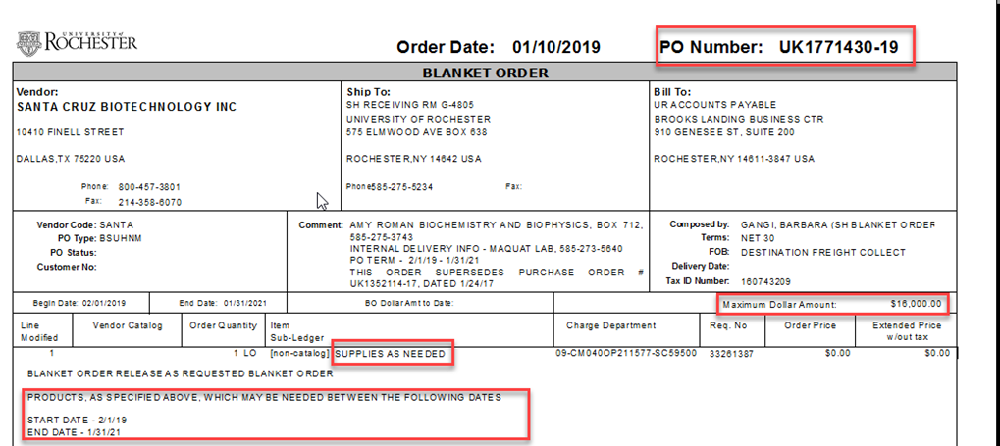 UNIVERSITY of
ROCHESTER
Order Date: 01/10/2019
PO Number: UK1771430-19
BLANKET ORDER
Vendor:
SANTA CRUZ BIOTECHNOLOGY INC
10410 FINELL STREET
DALLAS,TX 75220 USA
Phone: 800-457-3801
Fax: 214-358-6070
Ship To:
SH RECEIVING RM G-4805
UNIVERSITY OF ROCHESTER
575 ELMWOOD AVE BOX 638
ROCHESTER,NY 14642 USA
Phone585-275-5234 Fax:
Bill To:
UR ACCOUNTS PAYABLE
BROOKS LANDING BUSINESS CTR
910 GENESEE ST, SUITE 200
ROCHESTER,NY 14611-3847 USA
Vendor Code: SANTA
PO Type: BSUHNM
PO Status:
Customer No:
Comment: AMY ROMAN BIOCHEMISTRY AND BIOPHYSICS, BOX 712,
585-275-3743
INTERNAL DELIVERY INFO - MAQUAT LAB, 585-273-5640
PO TERM - 2/1/19 - 1/31/21
THIS ORDER SUPERSEDES PURCHASE ORDER #
UK1352114-17, DATED 1/24/17
Composed by: GANGI, BARBARA (SH BLANKET ORDER
Terms: NET 30
FOB: DESTINATION FREIGHT COLLECT
Delivery Date:
Tax ID Number: 160743209
Begin Date: 02/01/2019 End Date: 01/31/2021 BO Dollar Amt to Date: Maximum Dollar Amount: $16,000.00
Line Modified
Vendor Catalog
Order Quantity
Item
Sub-Ledger
Charge Department
Req. No
Order Price
Extended Price
w/out tax
1 1 LO [non-catalog] SUPPLIES AS NEEDED 09-CM040OP211577-SC59500 33261387 $0.00 $0.00
BLANKET ORDER RELEASE AS REQUESTED BLANKET ORDER
PRODUCTS, AS SPECIFIED ABOVE, WHICH MAY BE NEEDED BETWEEN THE FOLLOWING DATES
START DATE - 2/1/19
END DATE - 1/31/21